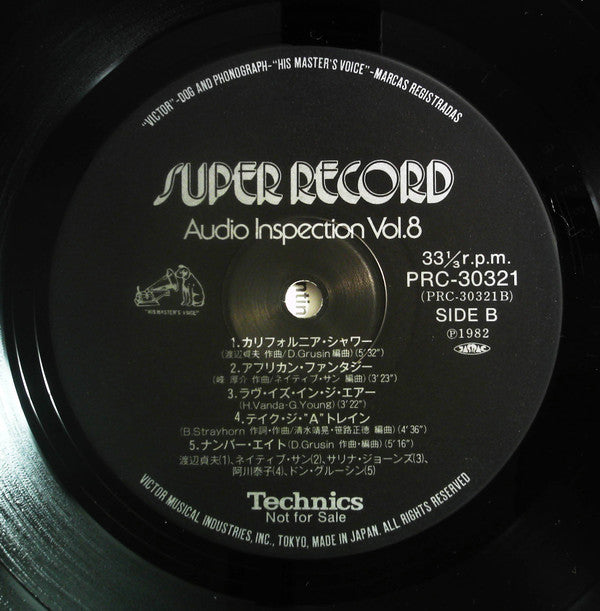 "VICTOR"-DOG AND PHONOGRAPH-"HIS MASTER'S VOICE"-MARCAS REGISTRADAS
SUPER RECORD
Audio Inspection Vol.8
33⅓r.p.m.
PRC-30321
(PRC-30321B)
SIDE B
Ⓟ1982
JASRAC
"HIS MASTER'S VOICE"
1.カリフォルニア・シャワー
(渡辺貞夫 作曲/D.Grusin 編曲) (5'32")
2.アフリカン・ファンタジー
(峰 厚介 作曲/ネイティブ・サン 編曲) (3'23")
3.ラヴ・イズ・イン・ジ・エアー
(H.Vanda-G.Young) (3'22")
4.テイク・ジ・"A"トレイン
(B.Strayhorn 作詞・作曲/清水靖晃・笹路正徳 編曲) (4'36")
5.ナンバー・エイト(D.Grusin 作曲・編曲) (5'16")
渡辺貞夫(1)、ネイティブ・サン(2)、サリナ・ジョーンズ(3)、
阿川泰子(4)、ドン・グルーシン(5)
Technics
Not for Sale
VICTOR MUSICAL INDUSTRIES, INC., TOKYO, MADE IN JAPAN. ALL RIGHTS RESERVED